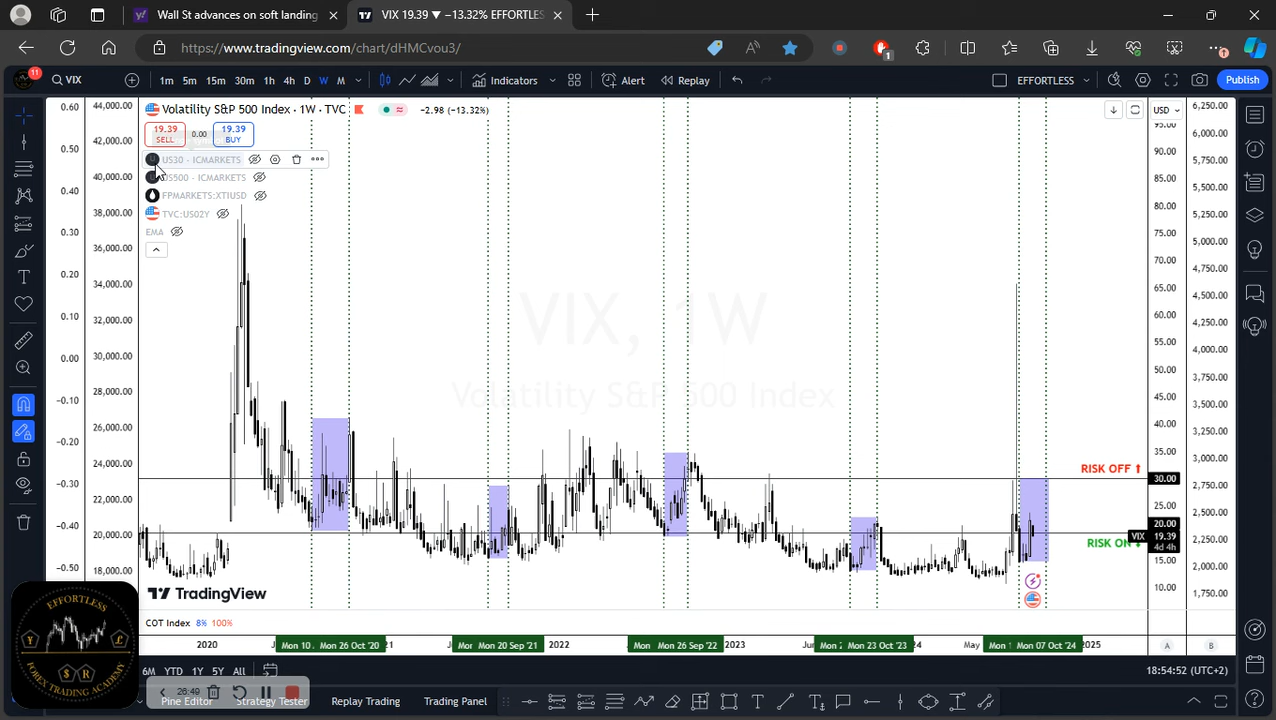 Wall St advances on soft landing
VIX 19.39 ▼ −13.32% EFFORTLES
https://www.tradingview.com/chart/dHMCvou3/
1
11
VIX
1m 5m 15m 30m 1h 4h D W M
Indicators
Alert
Replay
EFFORTLESS
Publish
Volatility S&P 500 Index · 1W · TVC
-2.98 (-13.32%)
USD
19.39
SELL
0.00
19.39
BUY
US30 · ICMARKETS
US500 · ICMARKETS
FPMARKETS:XTIUSD
TVC:US02Y
EMA
0.60
0.50
0.40
0.30
0.20
0.10
0.00
-0.10
-0.20
-0.30
-0.40
-0.50
44,000.00
42,000.00
40,000.00
38,000.00
36,000.00
34,000.00
32,000.00
30,000.00
28,000.00
26,000.00
24,000.00
22,000.00
20,000.00
18,000.00
VIX, 1W
Volatility S&P 500 Index
RISK OFF ⬆
RISK ON
VIX
95.00
90.00
85.00
80.00
75.00
70.00
65.00
60.00
55.00
50.00
45.00
40.00
35.00
30.00
25.00
20.00
19.39
4d 4h
15.00
10.00
6,250.00
6,000.00
5,750.00
5,500.00
5,250.00
5,000.00
4,750.00
4,500.00
4,250.00
4,000.00
3,750.00
3,500.00
3,250.00
3,000.00
2,750.00
2,500.00
2,250.00
2,000.00
1,750.00
TradingView
COT Index 8% 100%
2020
Mon 10
Mon 26 Oct '20
21
Mon 20 Sep '21
2022
Mon
Mon 26 Sep '22
2023
Mon 23 Oct '23
24
May
Mon 07 Oct '24
2025
A
B
6M YTD 1Y 5Y All
18:54:52 (UTC+2)
28:49
Pine Editor
Strategy Tester
Replay Trading
Trading Panel
EFFORTLESS
¥
£
$
R
FOREX TRADING ACADEMY